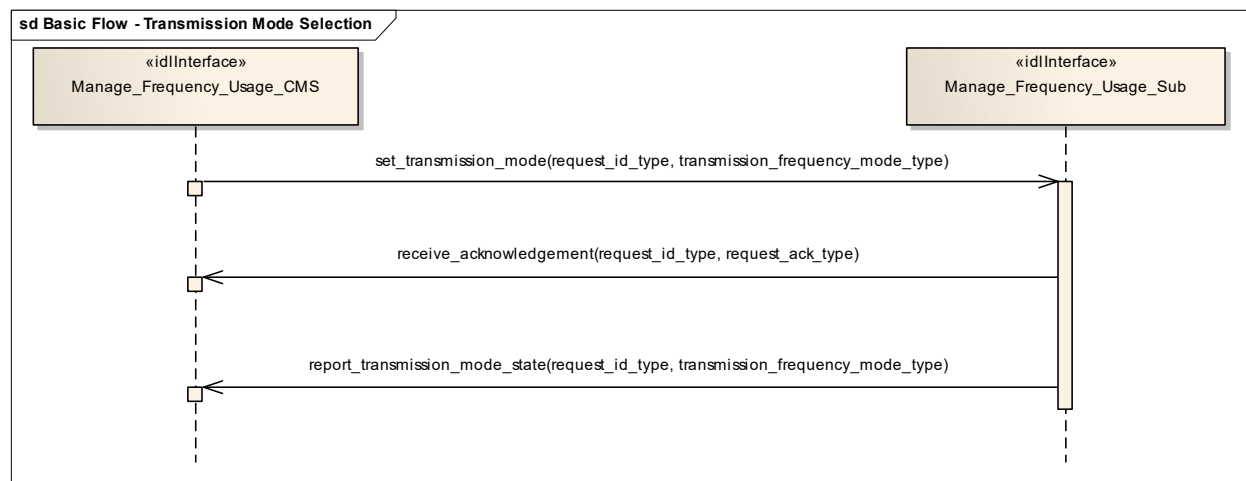 sd Basic Flow - Transmission Mode Selection
«idlInterface»
Manage_Frequency_Usage_CMS
«idlInterface»
Manage_Frequency_Usage_Sub
set_transmission_mode(request_id_type, transmission_frequency_mode_type)
receive_acknowledgement(request_id_type, request_ack_type)
report_transmission_mode_state(request_id_type, transmission_frequency_mode_type)